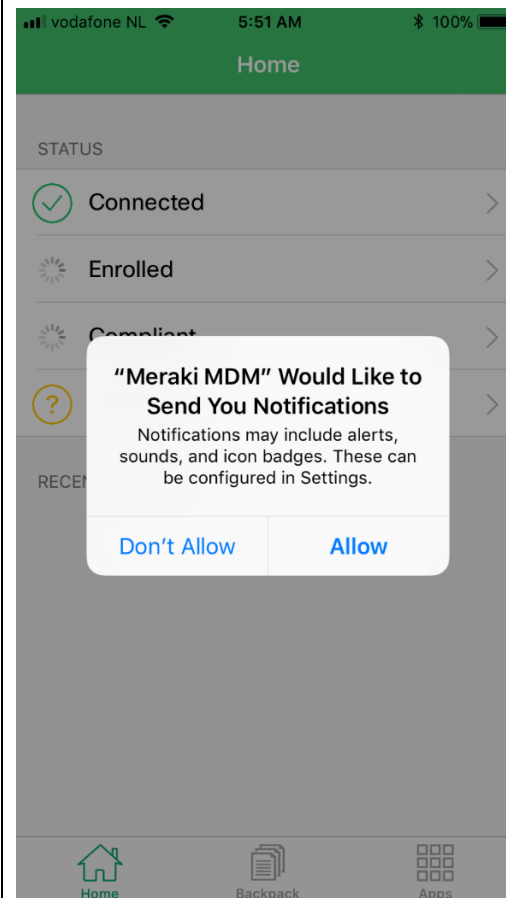 vodafone NL 5:51 AM 100%
Home
STATUS
Connected
Enrolled
Compliant
"Meraki MDM" Would Like to
Send You Notifications
Notifications may include alerts,
sounds, and icon badges. These can
be configured in Settings.
?
RECEN
Don't Allow Allow
Home Backpack Apps